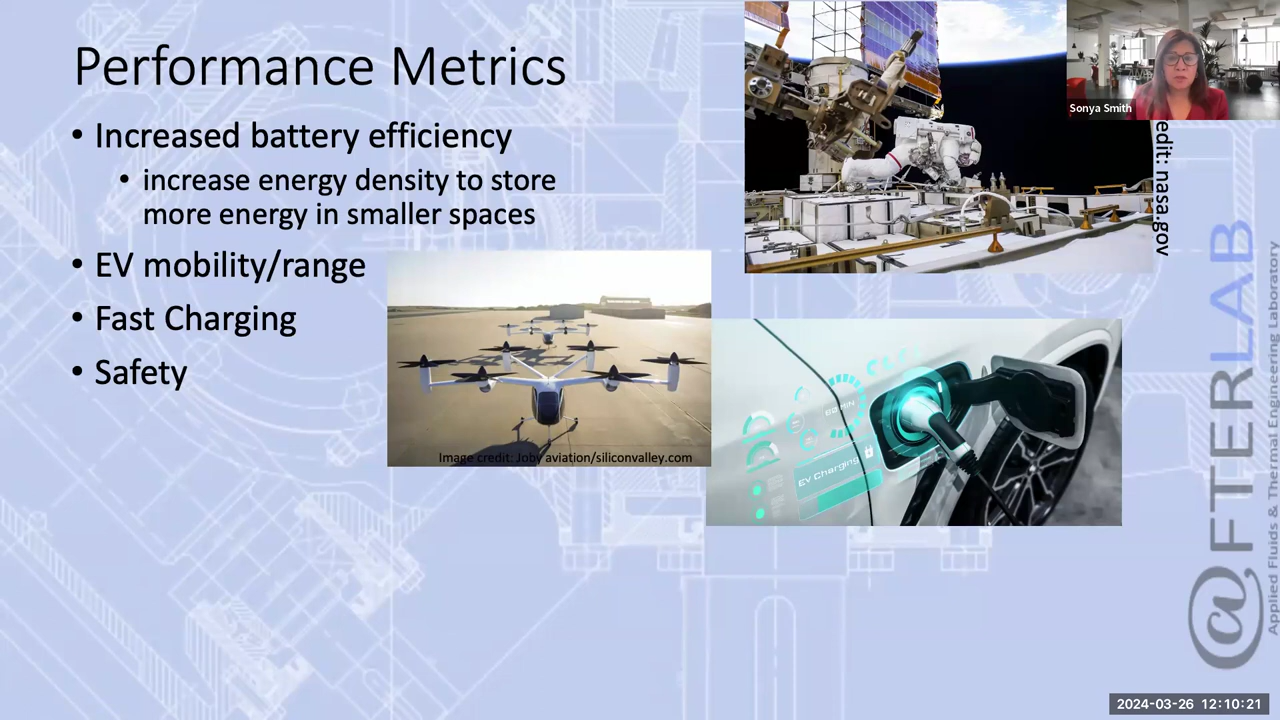 Performance Metrics
• Increased battery efficiency
• increase energy density to store
more energy in smaller spaces
• EV mobility/range
• Fast Charging
• Safety
Image credit: Joby aviation/siliconvalley.com
Sonya Smith
edit: nasa.gov
EV Charging
@FTERLAB
Applied Fluids & Thermal Engineering Laboratory
2024-03-26 12:10:21